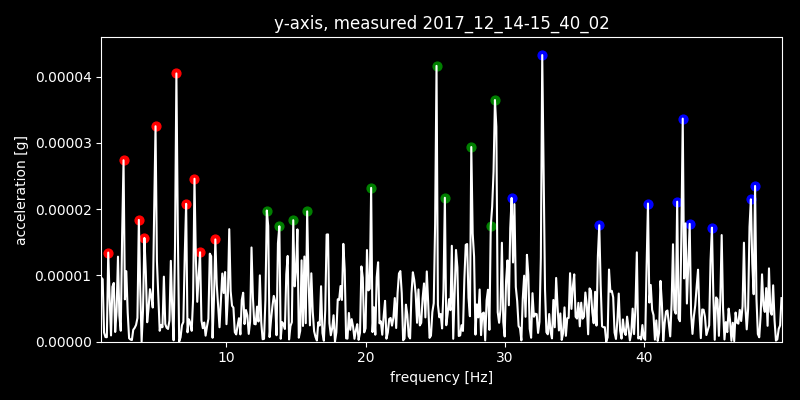 y-axis, measured 2017_12_14-15_40_02
acceleration [g]
0.00004
0.00003
0.00002
0.00001
0.00000
10 20 30 40
frequency [Hz]